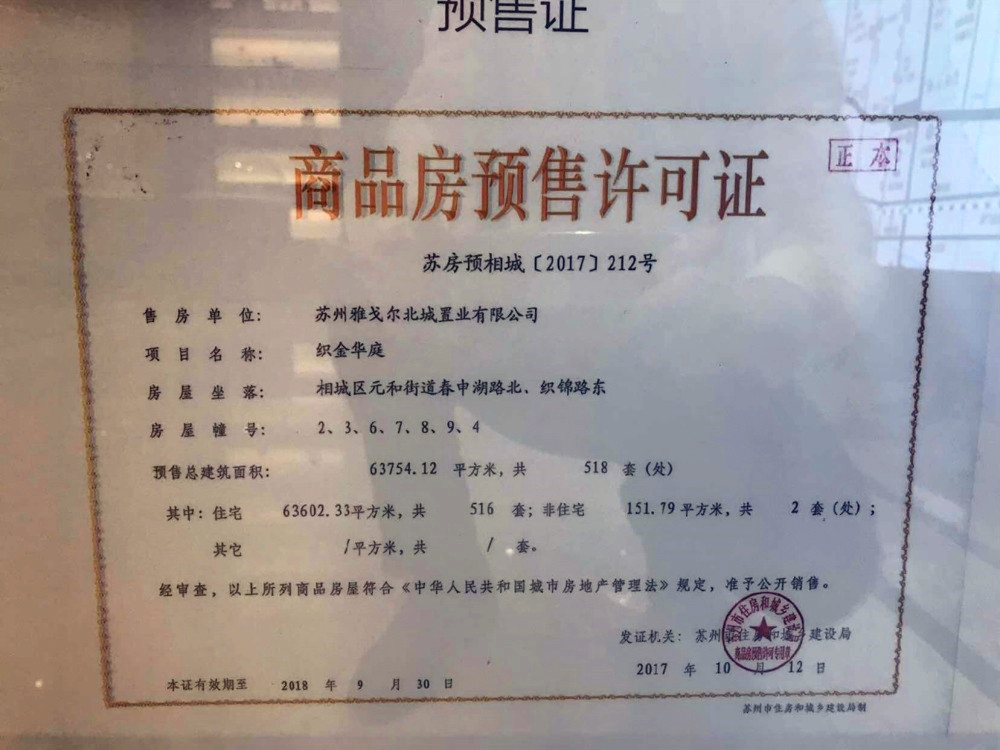 预售证
正本
商品房预售许可证
苏房预相城〔2017〕212号
售房单位: 苏州雅戈尔北城置业有限公司
项目名称: 织金华庭
房屋坐落: 相城区元和街道春申湖路北、织锦路东
房屋幢号: 2、3、6、7、8、9、4
预售总建筑面积: 63754.12 平方米，共 518 套（处）
其中: 住宅 63602.33平方米，共 516 套；非住宅 151.79 平方米，共 2 套（处）；
其它 /平方米，共 / 套。
经审查，以上所列商品房屋符合《中华人民共和国城市房地产管理法》规定，准予公开销售。
发证机关: 苏州市住房和城乡建设局
2017 年 10 月 12 日
本证有效期至 2018 年 9 月 30 日
苏州市住房和城乡建设局制